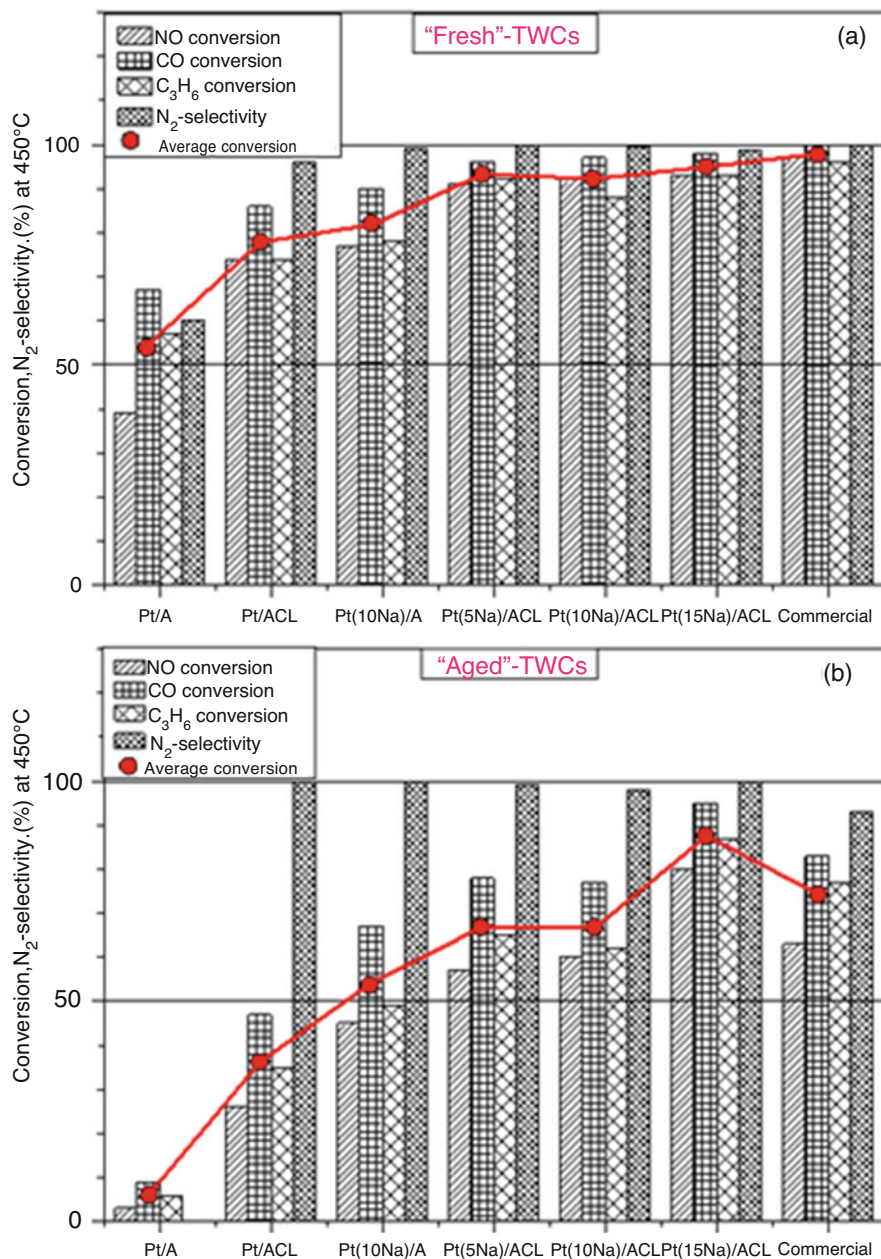 "Fresh"-TWCs
(a)
NO conversion
CO conversion
C₃H₆ conversion
N₂-selectivity
Average conversion
Conversion,N₂-selectivity.(%) at 450°C
100
50
0
Pt/A Pt/ACL Pt(10Na)/A Pt(5Na)/ACL Pt(10Na)/ACL Pt(15Na)/ACL Commercial
"Aged"-TWCs
(b)
NO conversion
CO conversion
C₃H₆ conversion
N₂-selectivity
Average conversion
Conversion,N₂-selectivity.(%) at 450°C
100
50
0
Pt/A Pt/ACL Pt(10Na)/A Pt(5Na)/ACL Pt(10Na)/ACL Pt(15Na)/ACL Commercial